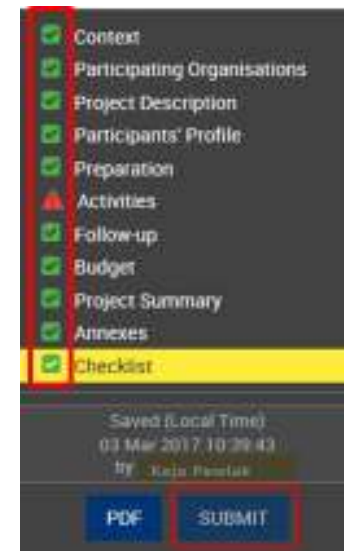 Context
Participating Organisations
Project Description
Participants' Profile
Preparation
Activities
Follow-up
Budget
Project Summary
Annexes
Checklist
Saved (Local Time)
03 Mar 2017 10:39:43
by
PDF
SUBMIT